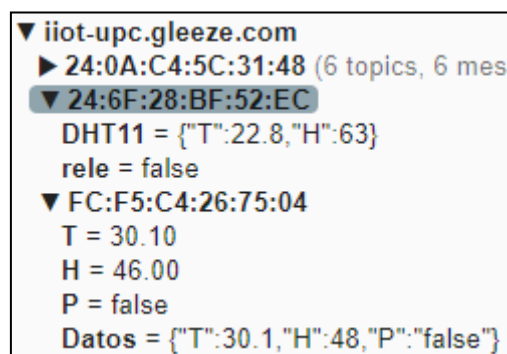 ▼ iiot-upc.gleeze.com
▶ 24:0A:C4:5C:31:48 (6 topics, 6 mes
▼ 24:6F:28:BF:52:EC
DHT11 = {"T":22.8,"H":63}
rele = false
▼ FC:F5:C4:26:75:04
T = 30.10
H = 46.00
P = false
Datos = {"T":30.1,"H":48,"P":"false"}